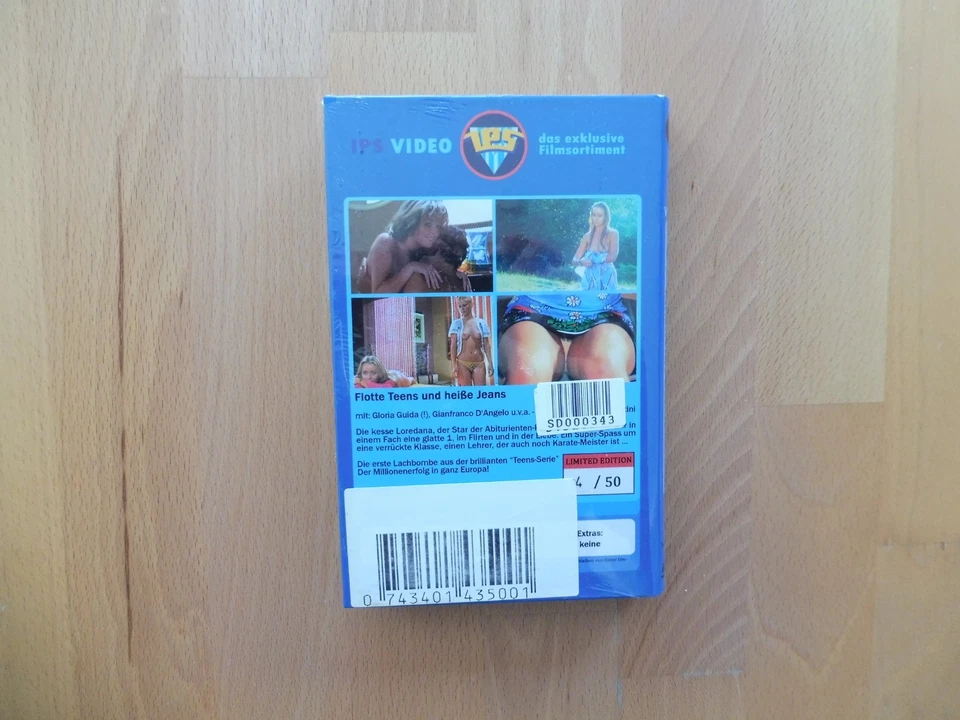 IPS VIDEO
ips
das exklusive
Filmsortiment
Flotte Teens und heiße Jeans
mit: Gloria Guida (!), Gianfranco D'Angelo u.v.a. -
SD000343
Die kesse Loredana, der Star der Abiturienten- in
einem Fach eine glatte 1, im Flirten und in der Liebe. Ein Super-Spass um
eine verrückte Klasse, einen Lehrer, der auch noch Karate-Meister ist ...
Die erste Lachbombe aus der brillianten "Teens-Serie"
Der Millionenerfolg in ganz Europa!
LIMITED EDITION
4 / 50
Extras:
keine
0 743401 435001